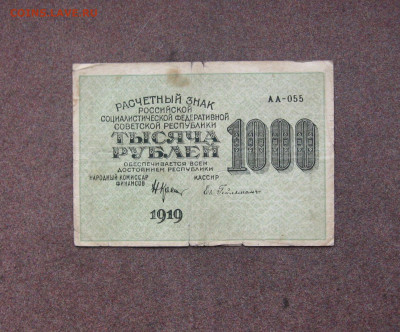 РАСЧЕТНЫЙ ЗНАК
РОССИЙСКОЙ
СОЦИАЛИСТИЧЕСКОЙ ФЕДЕРАТИВНОЙ
СОВЕТСКОЙ РЕСПУБЛИКИ
АА-055
ТЫСЯЧА
РУБЛЕЙ
1000
ОБЕСПЕЧИВАЕТСЯ ВСЕМ
ДОСТОЯНИЕМ РЕСПУБЛИКИ
НАРОДНЫЙ КОМИССАР
ФИНАНСОВ
КАССИР
1919